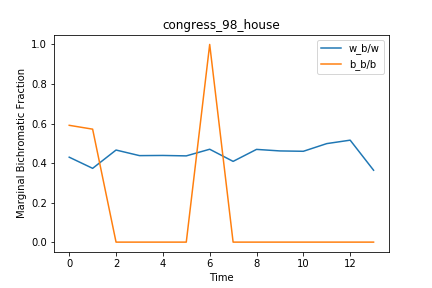 congress_98_house
w_b/w
b_b/b
Marginal Bichromatic Fraction
1.0
0.8
0.6
0.4
0.2
0.0
0 2 4 6 8 10 12
Time